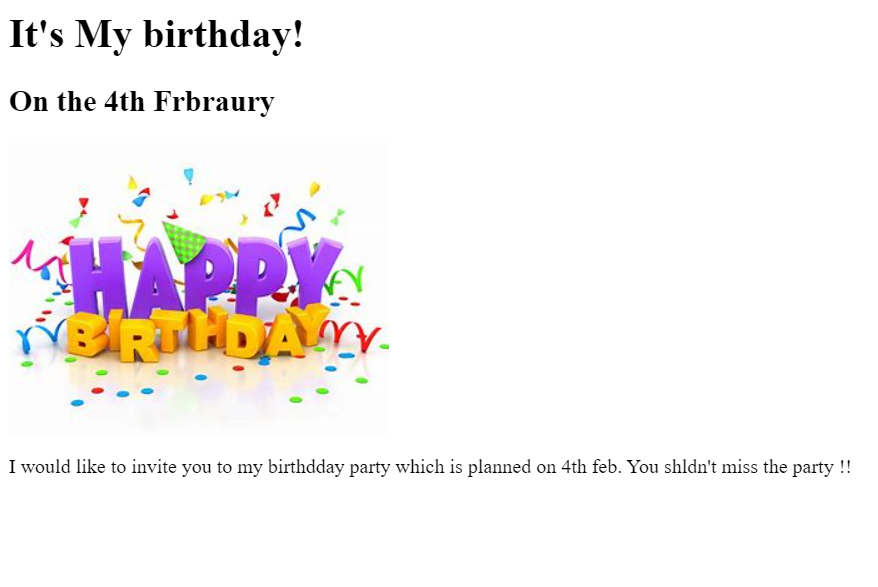 It's My birthday!
On the 4th Frbraury
HAPPY
BIRTHDAY
I would like to invite you to my birthdday party which is planned on 4th feb. You shldn't miss the party !!